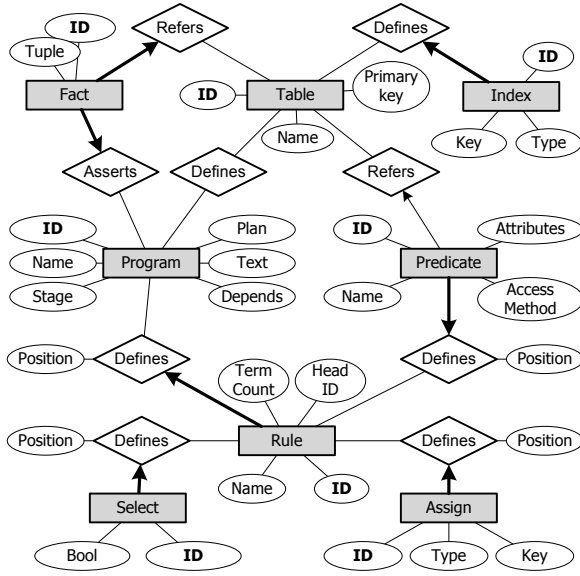 ID
Refers
Defines
Tuple
ID
Fact
ID
Table
Primary
key
Index
Name
Key
Type
Asserts
Defines
Refers
ID
Plan
ID
Attributes
Name
Program
Text
Predicate
Stage
Depends
Name
Access
Method
Position
Defines
Term
Count
Head
ID
Defines
Position
Position
Defines
Rule
Defines
Position
Name
ID
Select
Assign
Bool
ID
ID
Type
Key